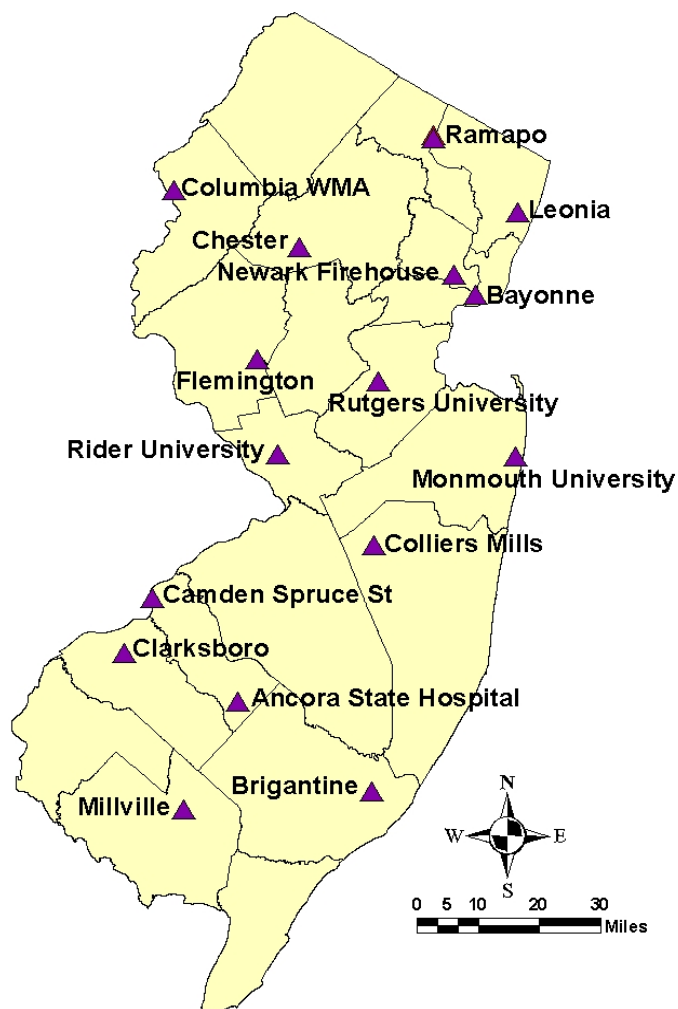 Ramapo
Columbia WMA
Leonia
Chester
Newark Firehouse
Bayonne
Flemington
Rutgers University
Rider University
Monmouth University
Colliers Mills
Camden Spruce St
Clarksboro
Ancora State Hospital
Brigantine
Millville
N
W E
S
0 5 10 20 30
Miles